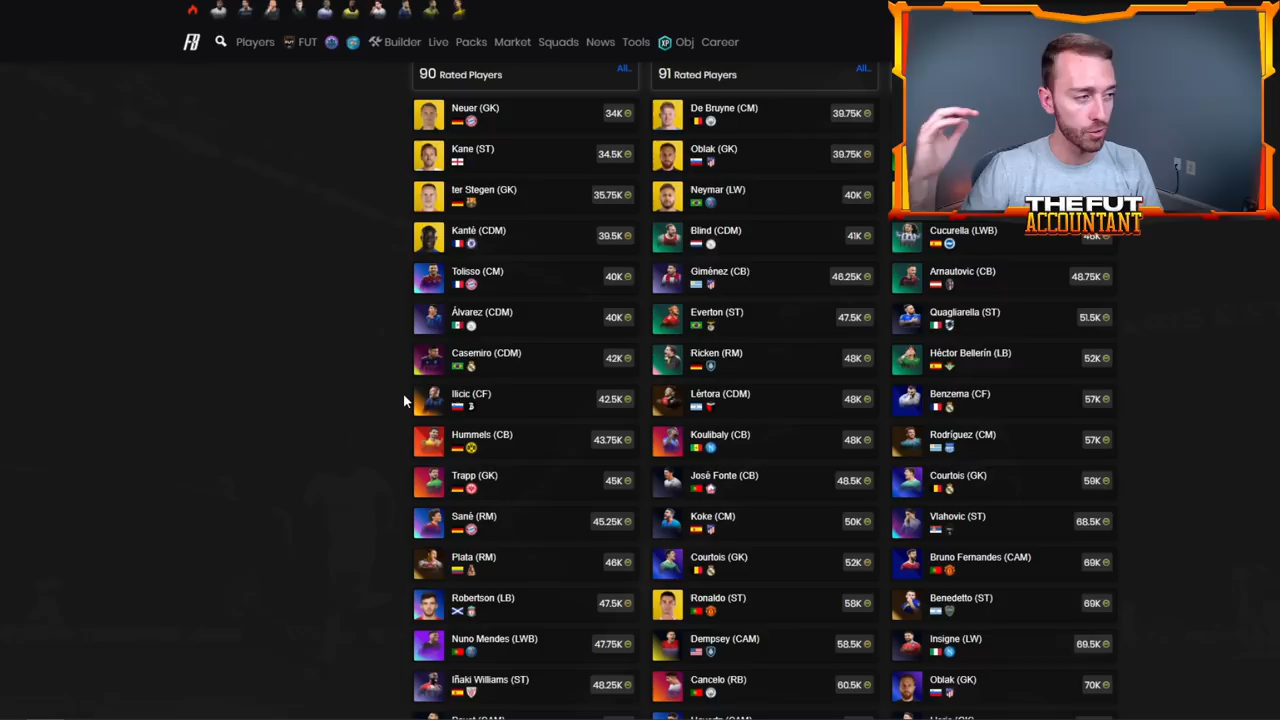 FB Players FUT Builder Live Packs Market Squads News Tools XP Obj Career
90 Rated Players All..
Neuer (GK) 34K
Kane (ST) 34.5K
ter Stegen (GK) 35.75K
Kanté (CDM) 39.5K
Tolisso (CM) 40K
Álvarez (CDM) 40K
Casemiro (CDM) 42K
Ilicic (CF) 42.5K
Hummels (CB) 43.75K
Trapp (GK) 45K
Sané (RM) 45.25K
Plata (RM) 46K
Robertson (LB) 47.5K
Nuno Mendes (LWB) 47.75K
Iñaki Williams (ST) 48.25K
91 Rated Players All..
De Bruyne (CM) 39.75K
Oblak (GK) 39.75K
Neymar (LW) 40K
Blind (CDM) 41K
Giménez (CB) 46.25K
Everton (ST) 47.5K
Ricken (RM) 48K
Lértora (CDM) 48K
Koulibaly (CB) 48K
José Fonte (CB) 48.5K
Koke (CM) 50K
Courtois (GK) 52K
Ronaldo (ST) 58K
Dempsey (CAM) 58.5K
Cancelo (RB) 60.5K
Cucurella (LWB)
Arnautovic (CB) 48.75K
Quagliarella (ST) 51.5K
Héctor Bellerín (LB) 52K
Benzema (CF) 57K
Rodríguez (CM) 57K
Courtois (GK) 59K
Vlahovic (ST) 68.5K
Bruno Fernandes (CAM) 69K
Benedetto (ST) 69K
Insigne (LW) 69.5K
Oblak (GK) 70K
THE FUT
ACCOUNTANT